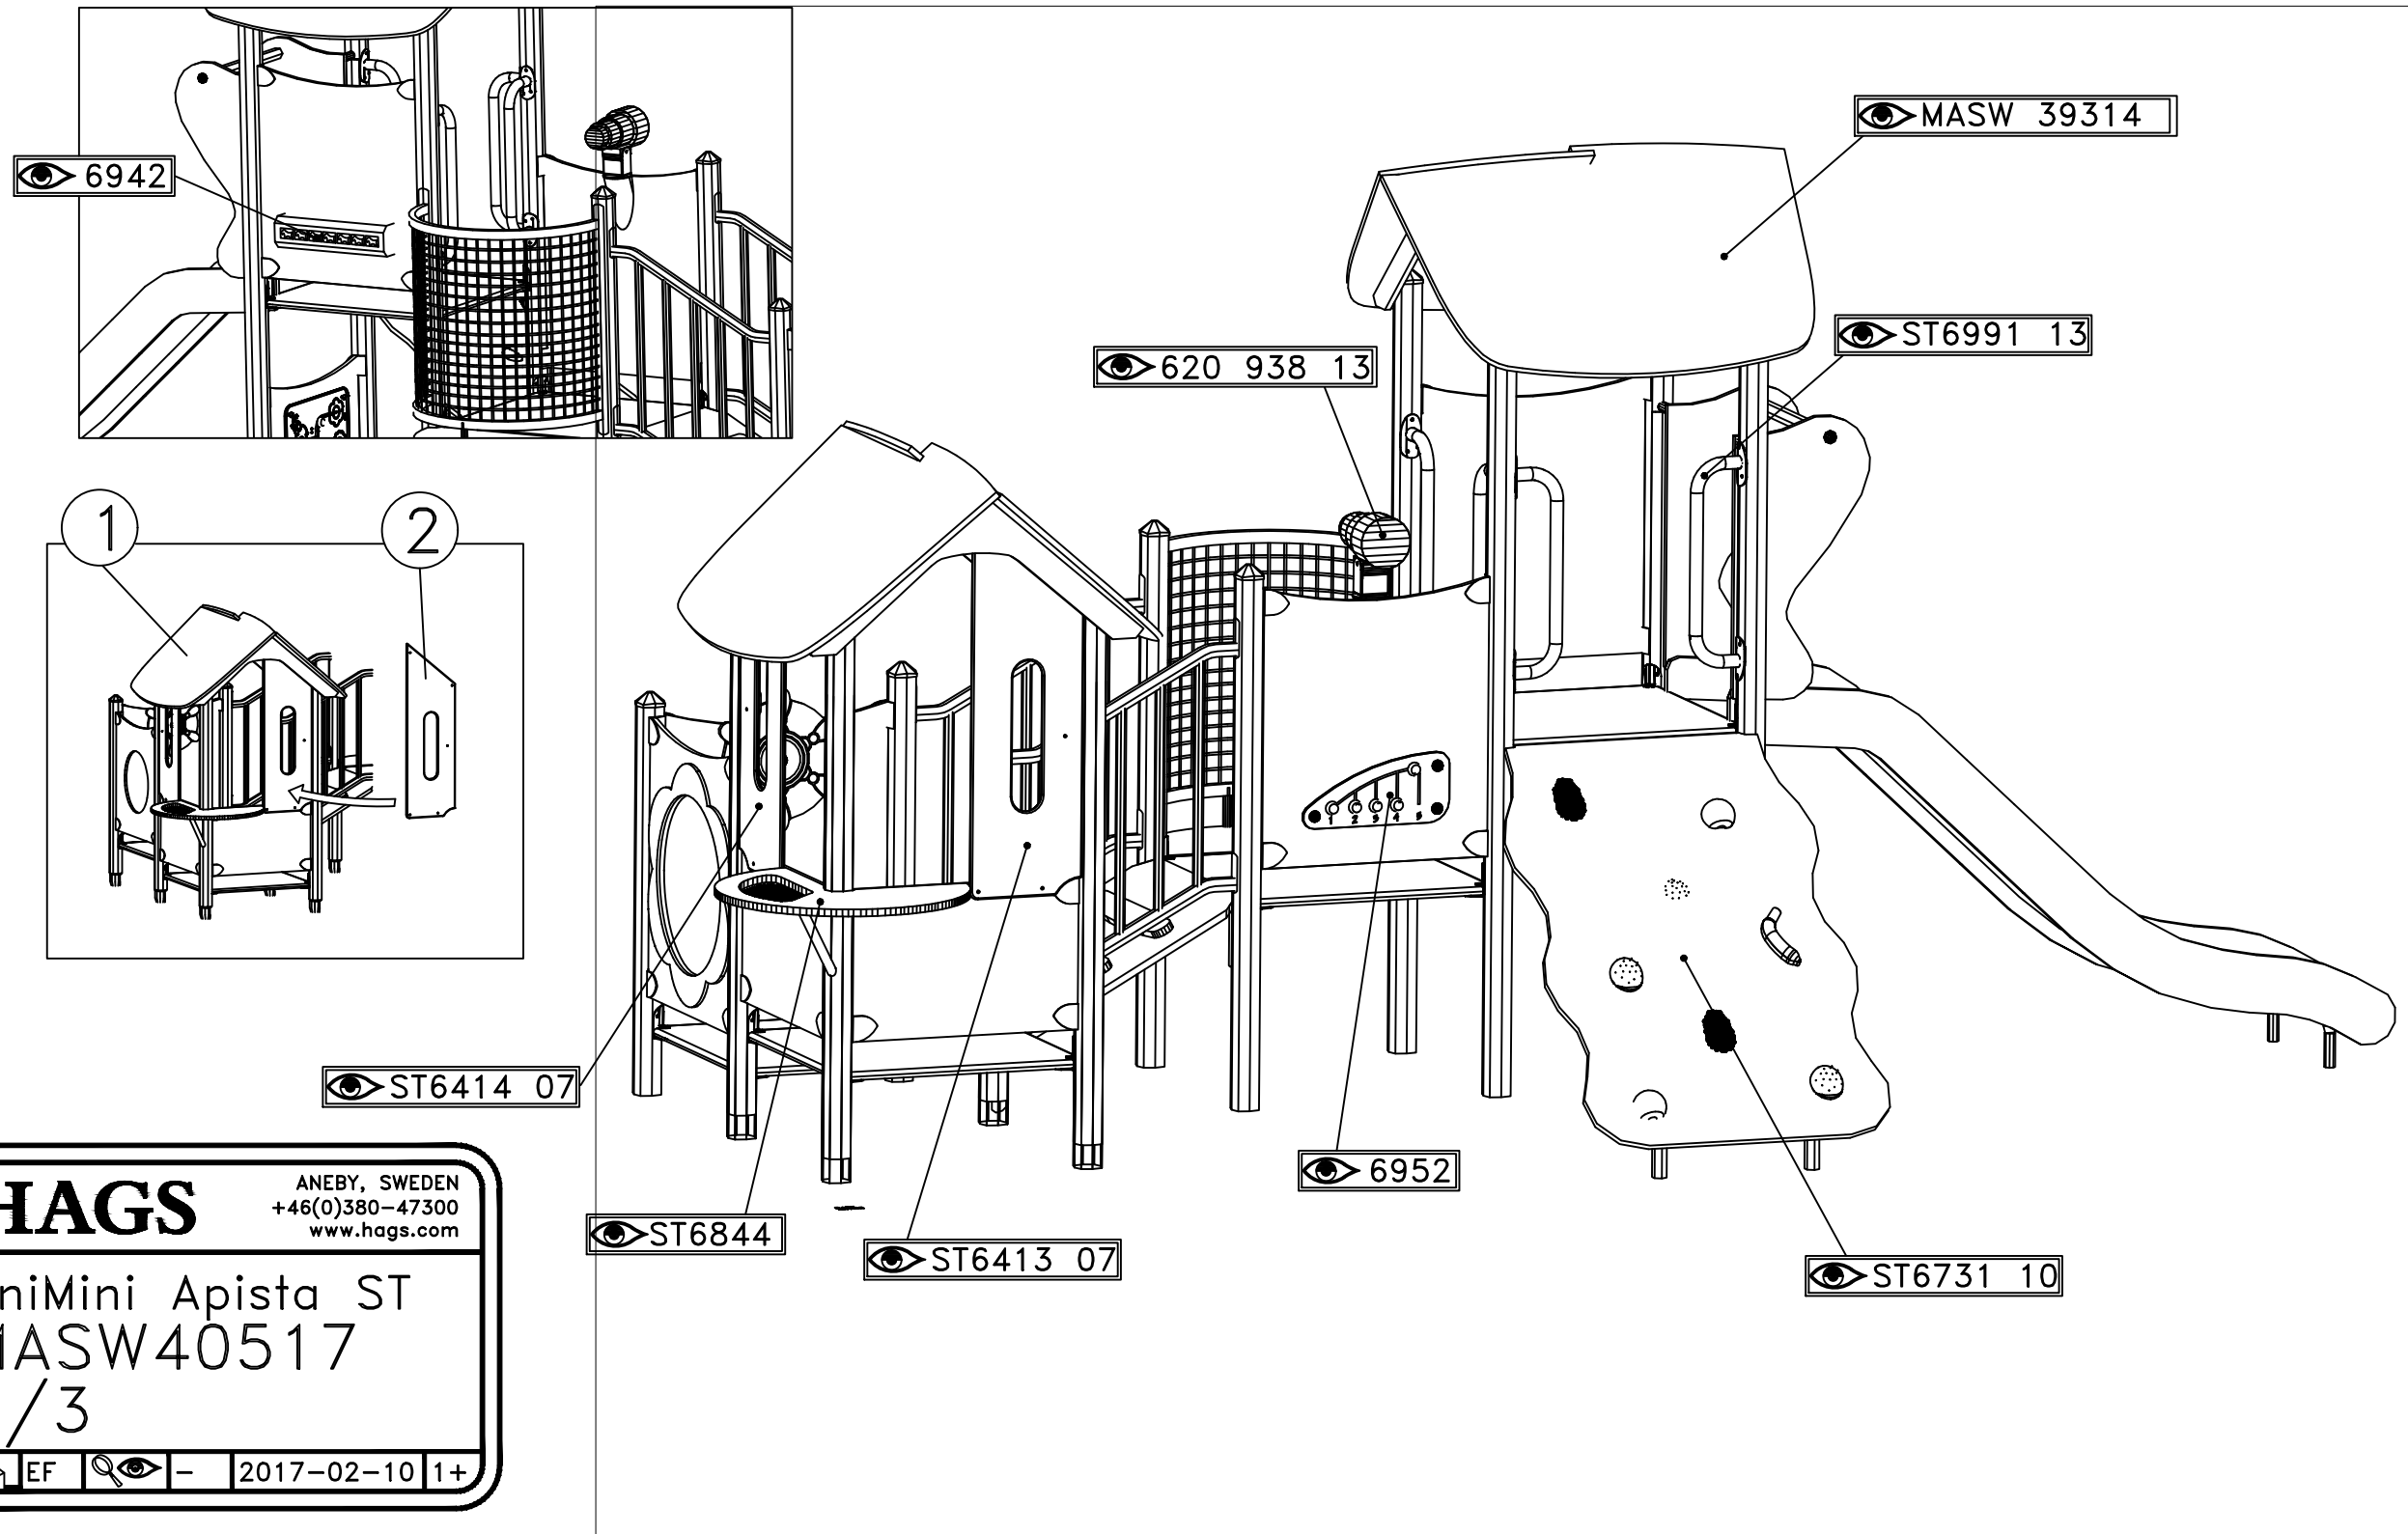 MASW 39314
6942
ST6991 13
620 938 13
1
2
1 2 3 4 5
ST6414 07
6952
ST6844
ST6413 07
ST6731 10
HAGS
ANEBY, SWEDEN
+46(0)380-47300
www.hags.com
niMini Apista ST
MASW40517
/3
EF - 2017-02-10 1+